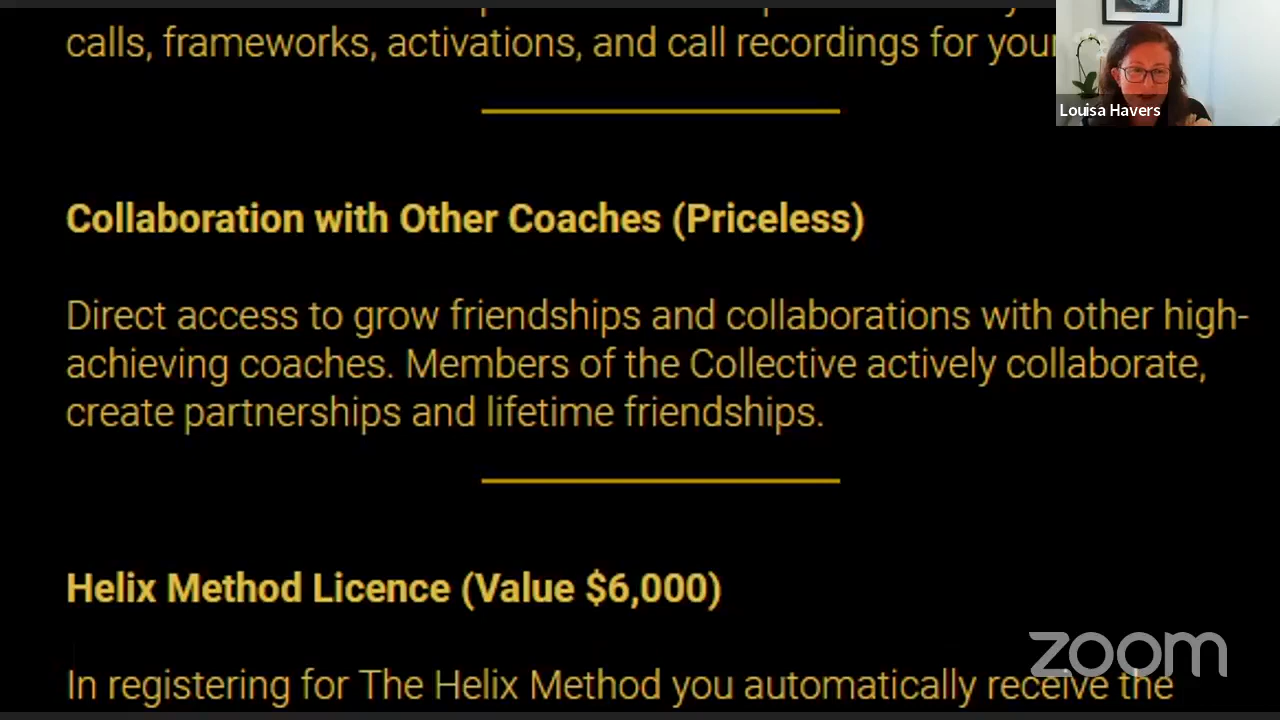 calls, frameworks, activations, and call recordings for your
Louisa Havers
Collaboration with Other Coaches (Priceless)
Direct access to grow friendships and collaborations with other high-
achieving coaches. Members of the Collective actively collaborate,
create partnerships and lifetime friendships.
Helix Method Licence (Value $6,000)
In registering for The Helix Method you automatically receive the
zoom